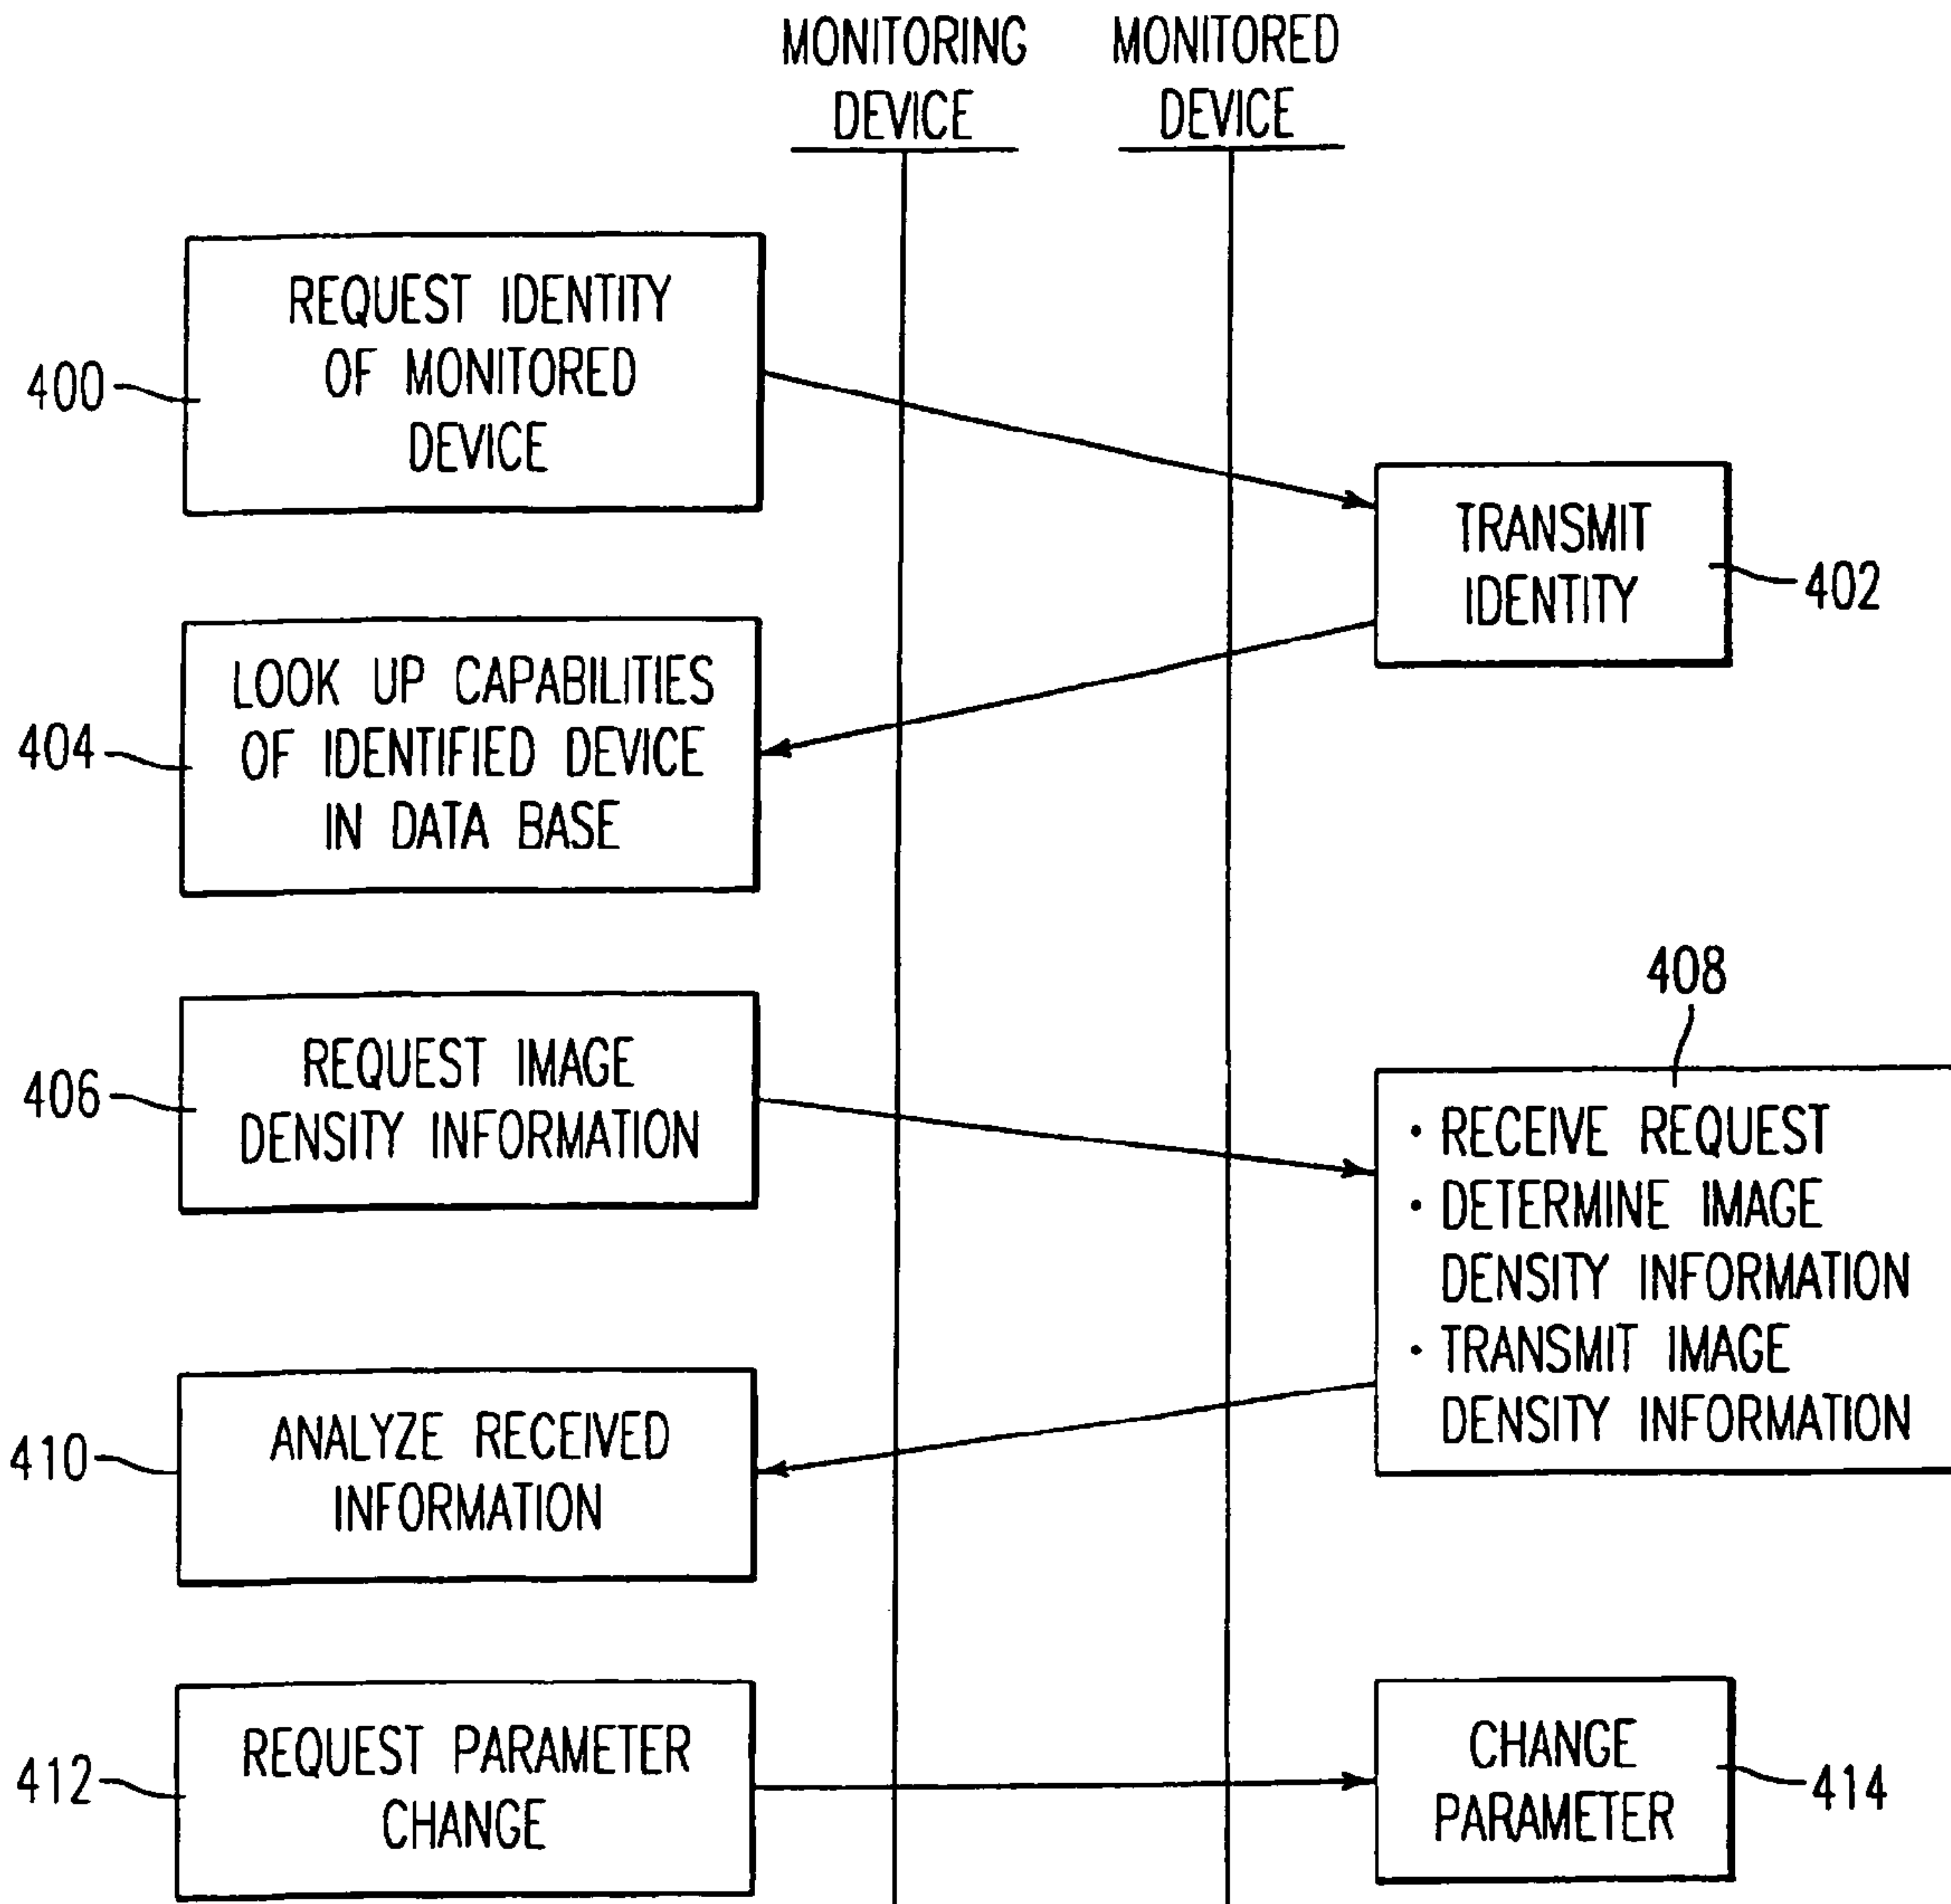 MONITORING
DEVICE
MONITORED
DEVICE
400
REQUEST IDENTITY
OF MONITORED
DEVICE
TRANSMIT
IDENTITY
402
404
LOOK UP CAPABILITIES
OF IDENTIFIED DEVICE
IN DATA BASE
406
REQUEST IMAGE
DENSITY INFORMATION
408
· RECEIVE REQUEST
· DETERMINE IMAGE
DENSITY INFORMATION
· TRANSMIT IMAGE
DENSITY INFORMATION
410
ANALYZE RECEIVED
INFORMATION
412
REQUEST PARAMETER
CHANGE
CHANGE
PARAMETER
414